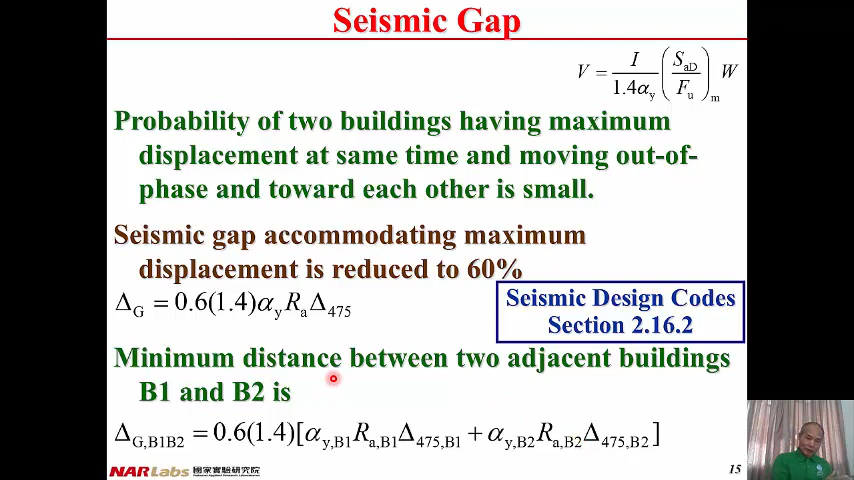 Seismic Gap
V = I / 1.4α_y (S_aD / F_u)_m W
Probability of two buildings having maximum
displacement at same time and moving out-of-
phase and toward each other is small.
Seismic gap accommodating maximum
displacement is reduced to 60%
Δ_G = 0.6(1.4)α_y R_a Δ_475
Seismic Design Codes
Section 2.16.2
Minimum distance between two adjacent buildings
B1 and B2 is
Δ_G,B1B2 = 0.6(1.4)[α_y,B1 R_a,B1 Δ_475,B1 + α_y,B2 R_a,B2 Δ_475,B2 ]
NARLabs 國家實驗研究院
15